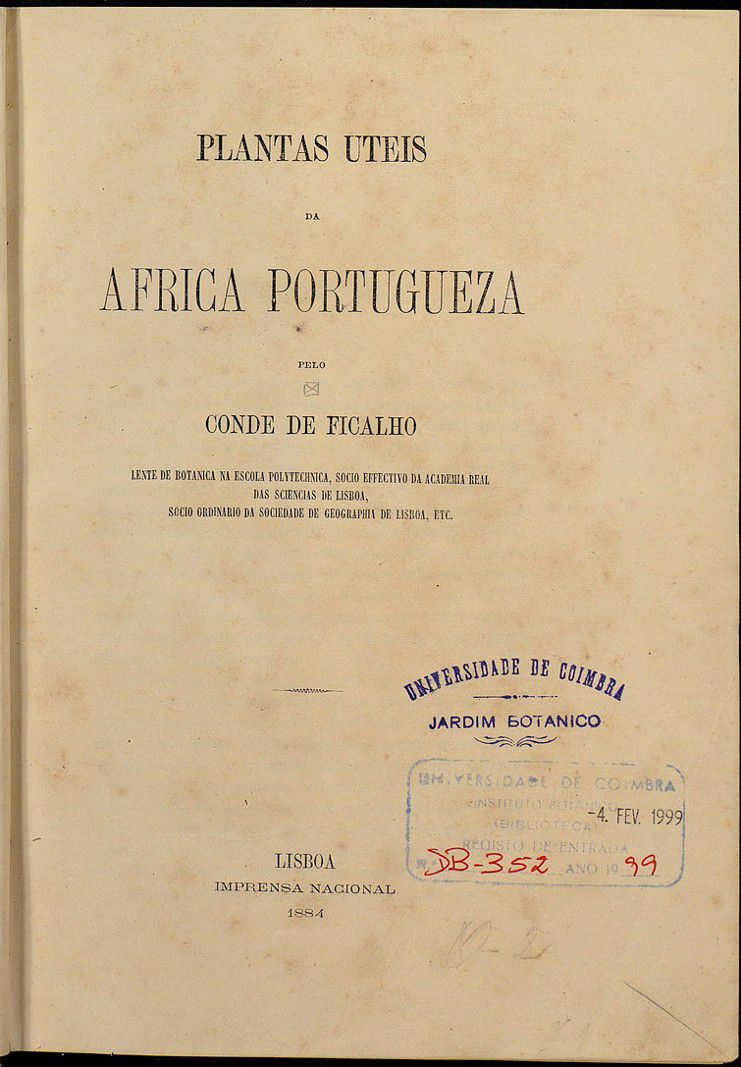 PLANTAS UTEIS
DA
AFRICA PORTUGUEZA
PELO
CONDE DE FICALHO
LENTE DE BOTANICA NA ESCOLA POLYTECHNICA, SOCIO EFFECTIVO DA ACADEMIA REAL
DAS SCIENCIAS DE LISBOA,
SOCIO ORDINARIO DA SOCIEDADE DE GEOGRAPHIA DE LISBOA, ETC.
UNIVERSIDADE DE COIMBRA
JARDIM BOTANICO
UNIVERSIDADE DE COIMBRA
INSTITUTO BOTANICO
(BIBLIOTECA)
-4. FEV. 1999
REGISTO DE ENTRADA
N.º DB-352 ANO 1999
LISBOA
IMPRENSA NACIONAL
1884